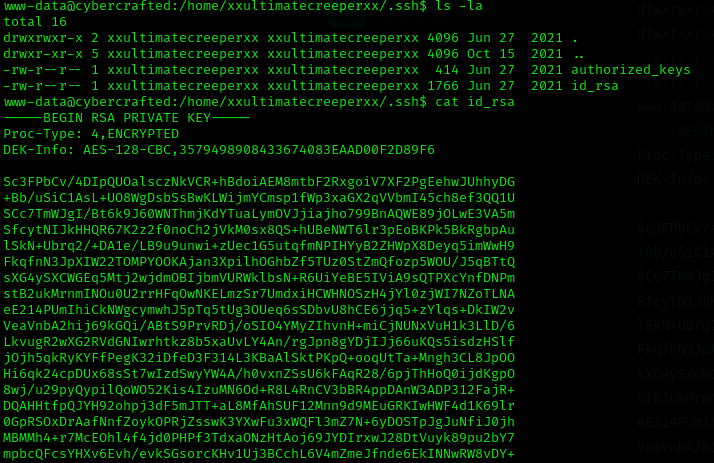 www-data@cybercrafted:/home/xxultimatecreeperxx/.ssh$ ls -la
total 16
drwxrwxr-x 2 xxultimatecreeperxx xxultimatecreeperxx 4096 Jun 27  2021 .
drwxr-xr-x 5 xxultimatecreeperxx xxultimatecreeperxx 4096 Oct 15  2021 ..
-rw-r--r-- 1 xxultimatecreeperxx xxultimatecreeperxx  414 Jun 27  2021 authorized_keys
-rw-r--r-- 1 xxultimatecreeperxx xxultimatecreeperxx 1766 Jun 27  2021 id_rsa
www-data@cybercrafted:/home/xxultimatecreeperxx/.ssh$ cat id_rsa
-----BEGIN RSA PRIVATE KEY-----
Proc-Type: 4,ENCRYPTED
DEK-Info: AES-128-CBC,3579498908433674083EAAD00F2D89F6

Sc3FPbCv/4DIpQUOalsczNkVCR+hBdoiAEM8mtbF2RxgoiV7XF2PgEehwJUhhyDG
+Bb/uSiC1AsL+UO8WgDsbSsBwKLWijmYCmsp1fWp3xaGX2qVVbmI45ch8ef3QQ1U
SCc7TmWJgI/Bt6k9J60WNThmjKdYTuaLymOVJjiajho799BnAQWE89jOLwE3VA5m
SfcytNIJkHHQR67K2z2f0noCh2jVkM0sx8QS+hUBeNWT6lr3pEoBKPk5BkRgbpAu
lSkN+Ubrq2/+DA1e/LB9u9unwi+zUec1G5utqfmNPIHYyB2ZHWpX8Deyq5imWwH9
FkqfnN3JpXIW22TOMPYOOKAjan3XpilhOGhbZf5TUz0StZmQfozp5WOU/J5qBTtQ
sXG4ySXCWGEq5Mtj2wjdmOBIjbmVURWklbsN+R6UiYeBE5IViA9sQTPXcYnfDNPm
stB2ukMrnmINOu0U2rrHFqOwNKELmzSr7UmdxiHCWHNOSzH4jYl0zjWI7NZoTLNA
eE214PUmIhiCkNWgcymwhJ5pTq5tUg3OUeq6sSDbvU8hCE6jjq5+zYlqs+DkIW2v
VeaVnbA2hij69kGQi/ABtS9PrvRDj/oSIO4YMyZIhvnH+miCjNUNxVuH1k3LlD/6
LkvugR2wXG2RVdGNIwrhtkz8b5xaUvLY4An/rgJpn8gYDjIJj66uKQs5isdzHSlf
jOjh5qkRyKYFfPegK32iDfeD3F314L3KBaAlSktPKpQ+ooqUtTa+Mngh3CL8JpOO
Hi6qk24cpDUx68sSt7wIzdSwyYW4A/h0vxnZSsU6kFAqR28/6pjThHoQ0ijdKgpO
8wj/u29pyQypilQoWO52Kis4IzuMN6Od+R8L4RnCV3bBR4ppDAnW3ADP312FajR+
DQAHHtfpQJYH92ohpj3dF5mJTT+aL8MfAhSUF12Mnn9d9MEuGRKIwHWF4d1K69lr
0GpRSOxDrAafNnfZoykOPRjZsswK3YXwFu3xWQFl3mZ7N+6yDOSTpJgJuNfiJ0jh
MBMMh4+r7McEOhl4f4jd0PHPf3TdxaONzHtAoj69JYDIrxwJ28DtVuyk89pu2bY7
mpbcQFcsYHXv6Evh/evkSGsorcKHv1Uj3BCchL6V4mZmeJfnde6EkINNwRW8vDY+